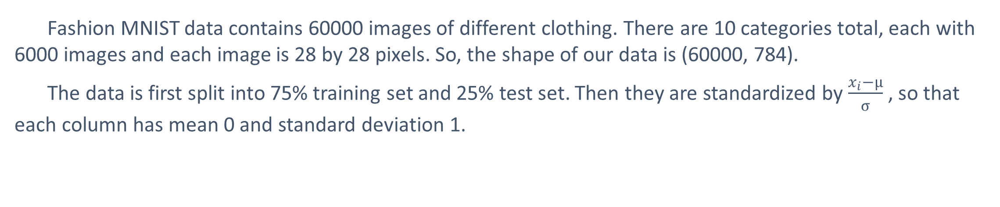 Fashion MNIST data contains 60000 images of different clothing. There are 10 categories total, each with
6000 images and each image is 28 by 28 pixels. So, the shape of our data is (60000, 784).
The data is first split into 75% training set and 25% test set. Then they are standardized by $\frac{x_i-\mu}{\sigma}$, so that
each column has mean 0 and standard deviation 1.